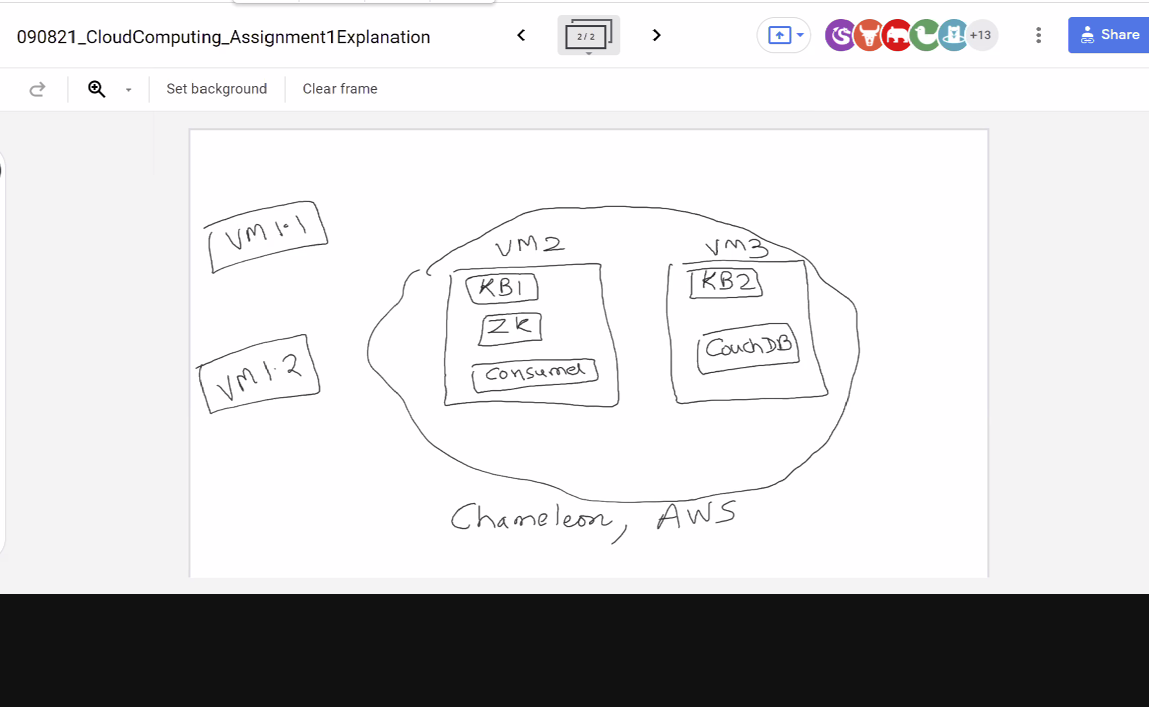 090821_CloudComputing_Assignment1Explanation
2 / 2
+13
Share
Set background
Clear frame
VM 1.1
VM2
VM3
KB1
KB2
ZK
CouchDB
Consumer
VM 1.2
Chameleon, AWS